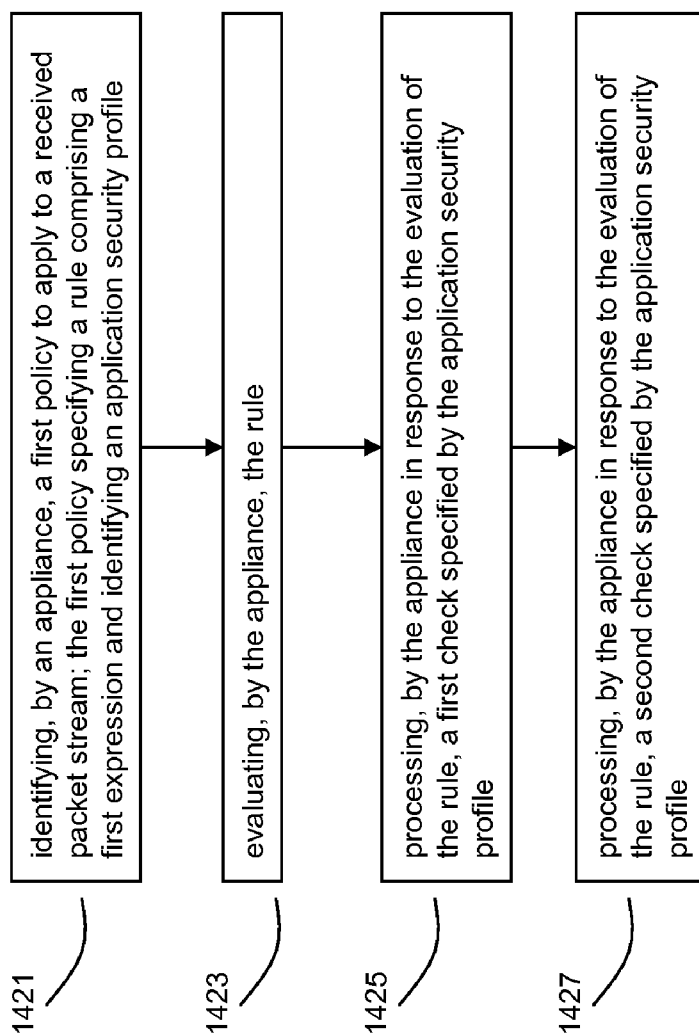 1421
identifying, by an appliance, a first policy to apply to a received
packet stream; the first policy specifying a rule comprising a
first expression and identifying an application security profile
1423
evaluating, by the appliance, the rule
1425
processing, by the appliance in response to the evaluation of
the rule, a first check specified by the application security
profile
1427
processing, by the appliance in response to the evaluation of
the rule, a second check specified by the application security
profile